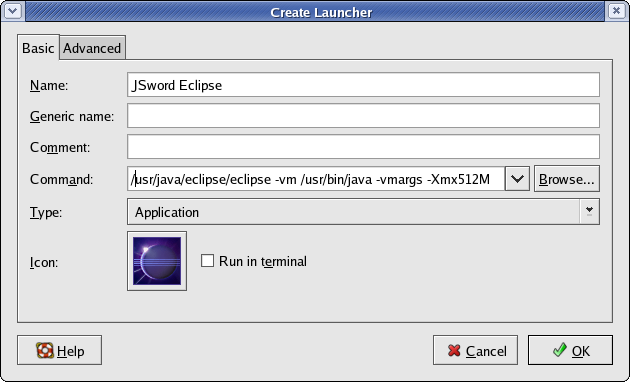 Create Launcher
Basic Advanced
Name: JSword Eclipse
Generic name:
Comment:
Command: /usr/java/eclipse/eclipse -vm /usr/bin/java -vmargs -Xmx512M Browse...
Type: Application
Icon: Run in terminal
Help Cancel OK